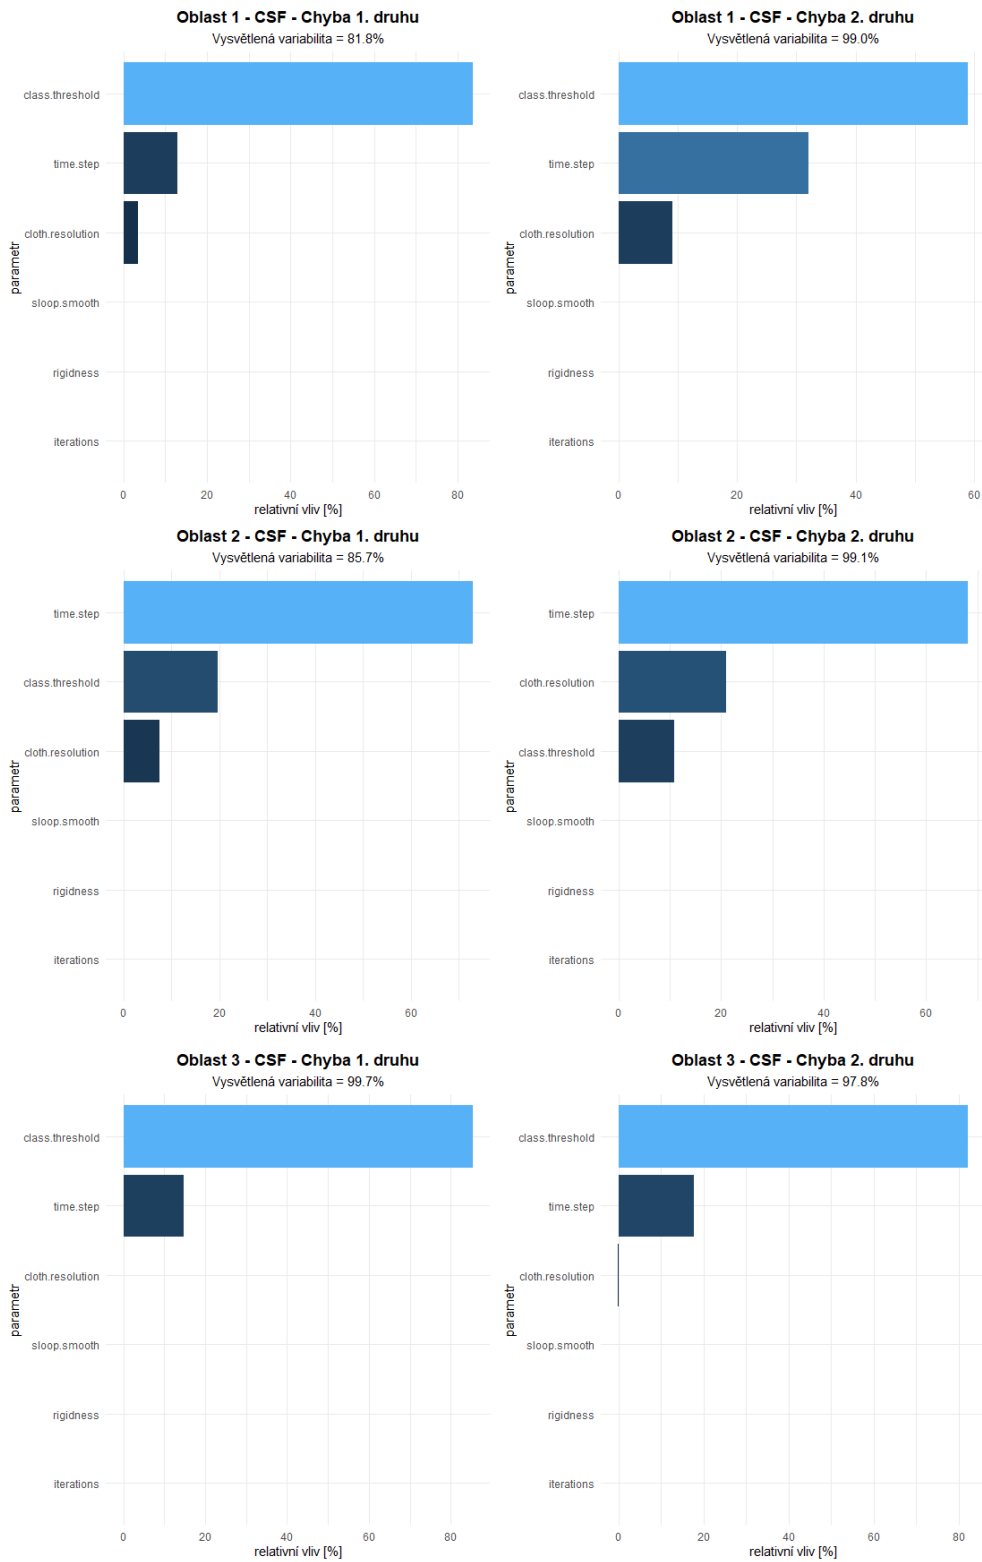 Oblast 1 - CSF - Chyba 1. druhu
Vysvětlená variabilita = 81.8%
parametr
class.threshold
time.step
cloth.resolution
sloop.smooth
rigidness
iterations
0 20 40 60 80
relativní vliv [%]
Oblast 1 - CSF - Chyba 2. druhu
Vysvětlená variabilita = 99.0%
parametr
class.threshold
time.step
cloth.resolution
sloop.smooth
rigidness
iterations
0 20 40 60
relativní vliv [%]
Oblast 2 - CSF - Chyba 1. druhu
Vysvětlená variabilita = 85.7%
parametr
time.step
class.threshold
cloth.resolution
sloop.smooth
rigidness
iterations
0 20 40 60
relativní vliv [%]
Oblast 2 - CSF - Chyba 2. druhu
Vysvětlená variabilita = 99.1%
parametr
time.step
cloth.resolution
class.threshold
sloop.smooth
rigidness
iterations
0 20 40 60
relativní vliv [%]
Oblast 3 - CSF - Chyba 1. druhu
Vysvětlená variabilita = 99.7%
parametr
class.threshold
time.step
cloth.resolution
sloop.smooth
rigidness
iterations
0 20 40 60 80
relativní vliv [%]
Oblast 3 - CSF - Chyba 2. druhu
Vysvětlená variabilita = 97.8%
parametr
class.threshold
time.step
cloth.resolution
sloop.smooth
rigidness
iterations
0 20 40 60 80
relativní vliv [%]